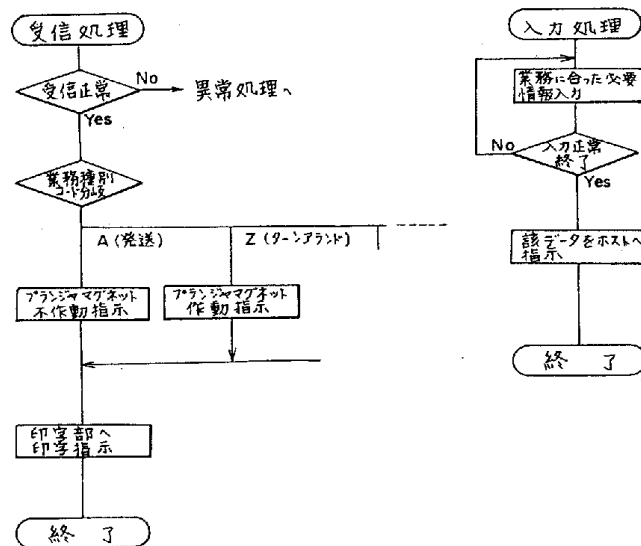 受信処理
受信正常
No
異常処理へ
Yes
業務種別
コード分岐
A(発送)
Z(ターンアランド)
プランジャマグネット
不作動指示
プランジャマグネット
作動指示
印字部へ
印字指示
終了
入力処理
業務に合った必要
情報入力
No
入力正常
終了
Yes
該データをホストへ
指示
終了